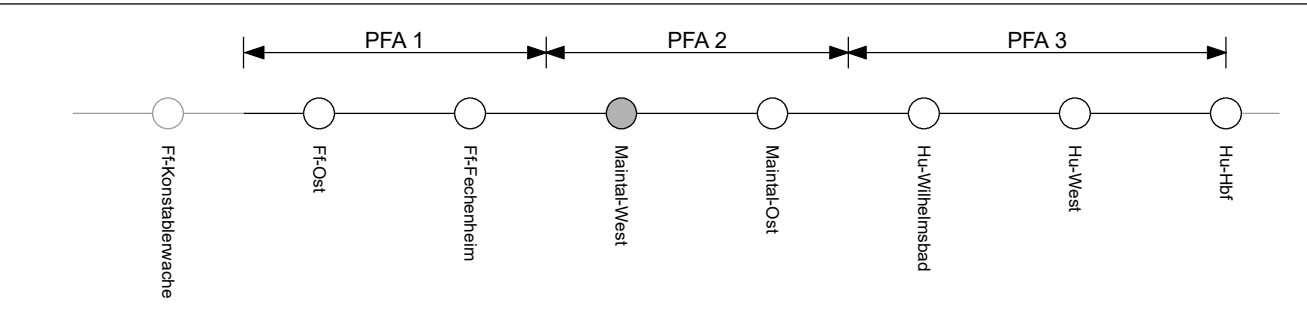 PFA 1
PFA 2
PFA 3
Ff-Konstablerwache
Ff-Ost
Ff-Fechenheim
Maintal-West
Maintal-Ost
Hu-Wilhelmsbad
Hu-West
Hu-Hbf